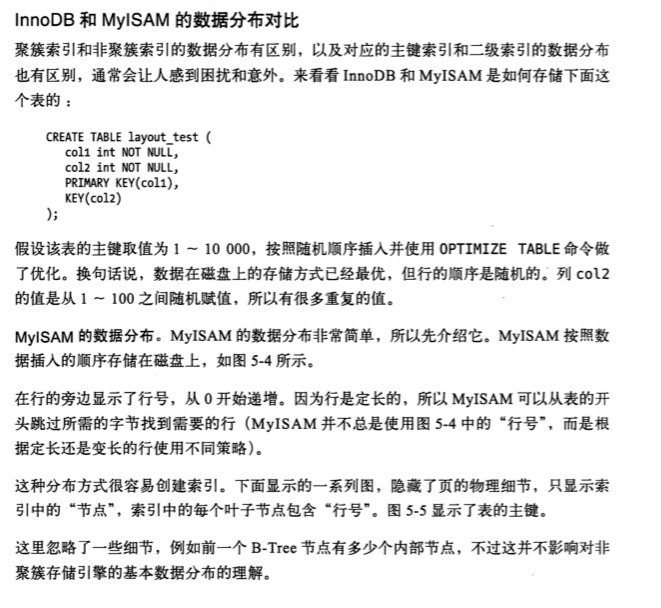 InnoDB 和 MyISAM 的数据分布对比
聚簇索引和非聚簇索引的数据分布有区别，以及对应的主键索引和二级索引的数据分布
也有区别，通常会让人感到困扰和意外。来看看 InnoDB 和 MyISAM 是如何存储下面这
个表的：
CREATE TABLE layout_test (
col1 int NOT NULL,
col2 int NOT NULL,
PRIMARY KEY(col1),
KEY(col2)
);
假设该表的主键取值为 1 ~ 10 000，按照随机顺序插入并使用 OPTIMIZE TABLE 命令做
了优化。换句话说，数据在磁盘上的存储方式已经最优，但行的顺序是随机的。列 col2
的值是从 1 ~ 100 之间随机赋值，所以有很多重复的值。
MyISAM 的数据分布。MyISAM 的数据分布非常简单，所以先介绍它。MyISAM 按照数
据插入的顺序存储在磁盘上，如图 5-4 所示。
在行的旁边显示了行号，从 0 开始递增。因为行是定长的，所以 MyISAM 可以从表的开
头跳过所需的字节找到需要的行（MyISAM 并不总是使用图 5-4 中的“行号”，而是根
据定长还是变长的行使用不同策略）。
这种分布方式很容易创建索引。下面显示的一系列图，隐藏了页的物理细节，只显示索
引中的“节点”，索引中的每个叶子节点包含“行号”。图 5-5 显示了表的主键。
这里忽略了一些细节，例如前一个 B-Tree 节点有多少个内部节点，不过这并不影响对非
聚簇存储引擎的基本数据分布的理解。